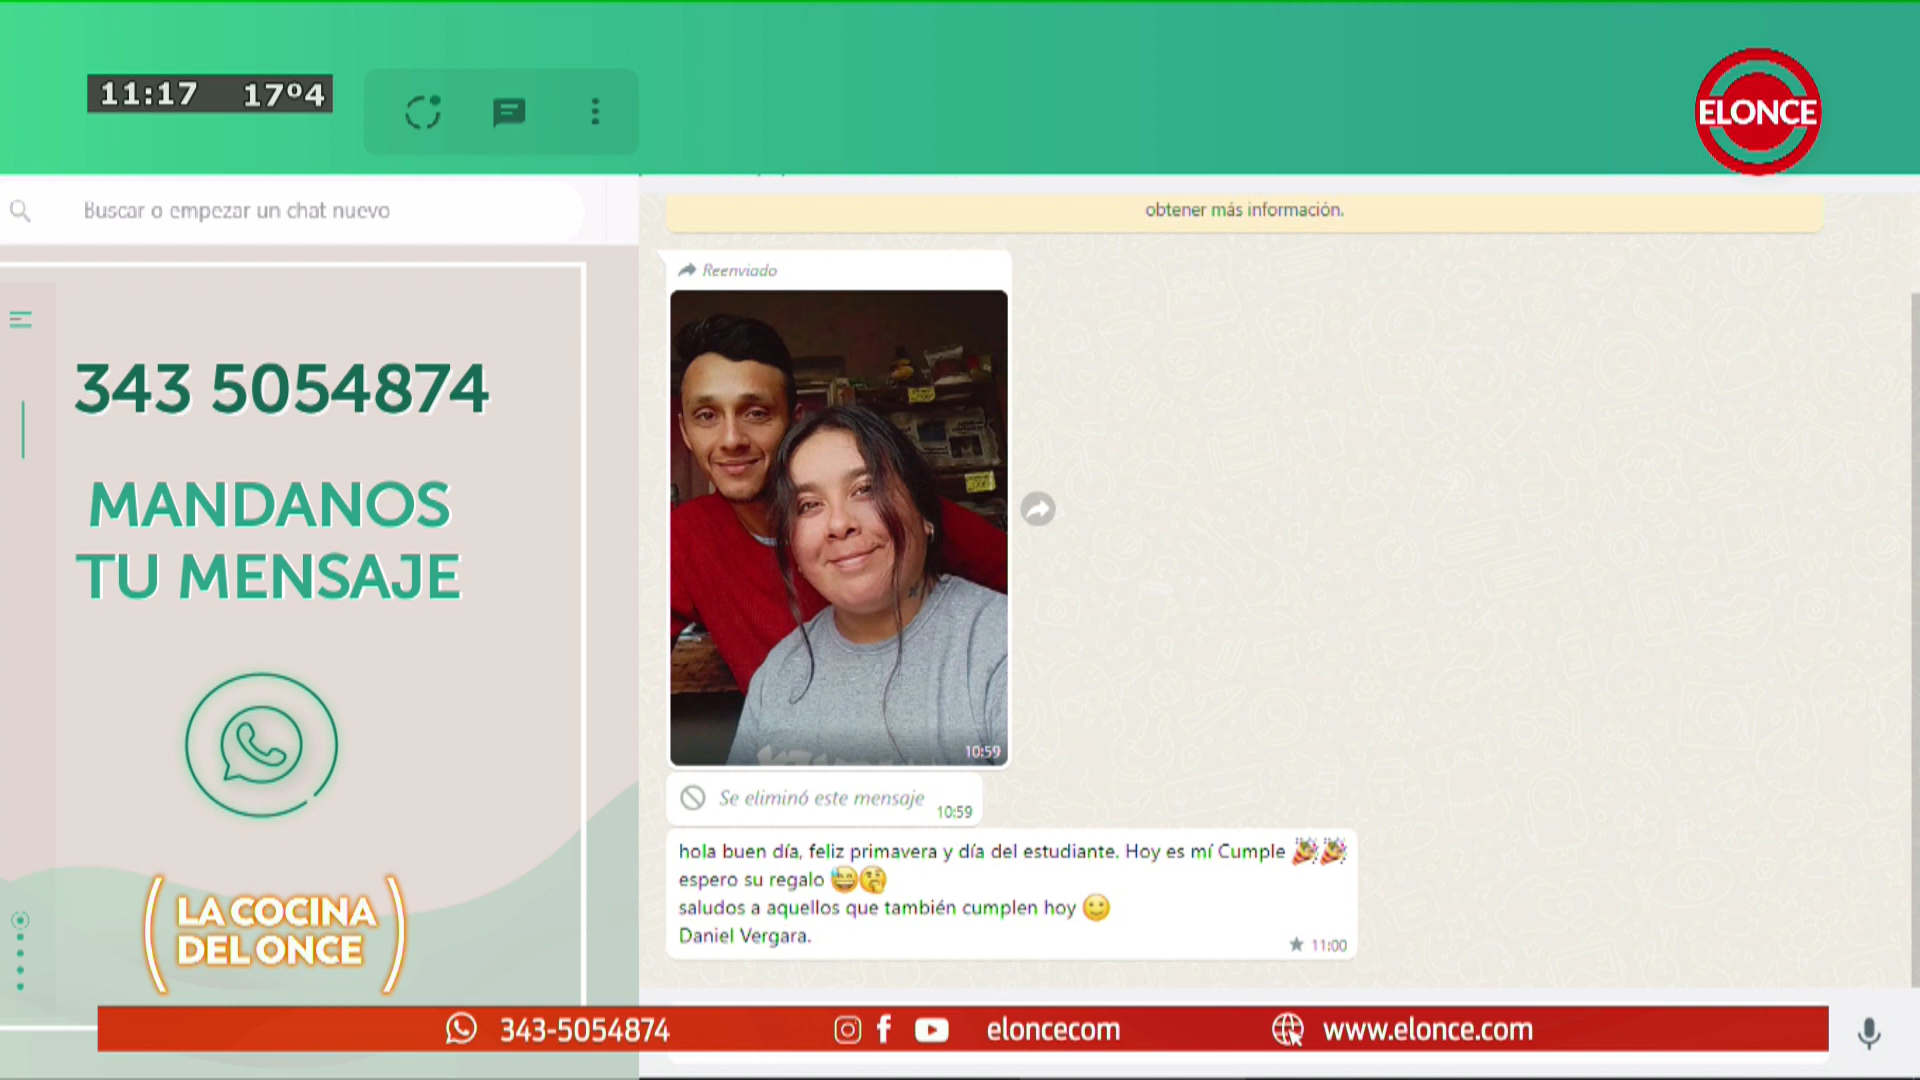 11:17 17º4
ELONCE
Buscar o empezar un chat nuevo
obtener más información.
Reenviado
343 5054874
MANDANOS
TU MENSAJE
10:59
Se eliminó este mensaje 10:59
hola buen día, feliz primavera y día del estudiante. Hoy es mí Cumple 🎉🎉
espero su regalo 😅🤔
saludos a aquellos que también cumplen hoy 🙂
Daniel Vergara.
11:00
LA COCINA
DEL ONCE
343-5054874 eloncecom www.elonce.com